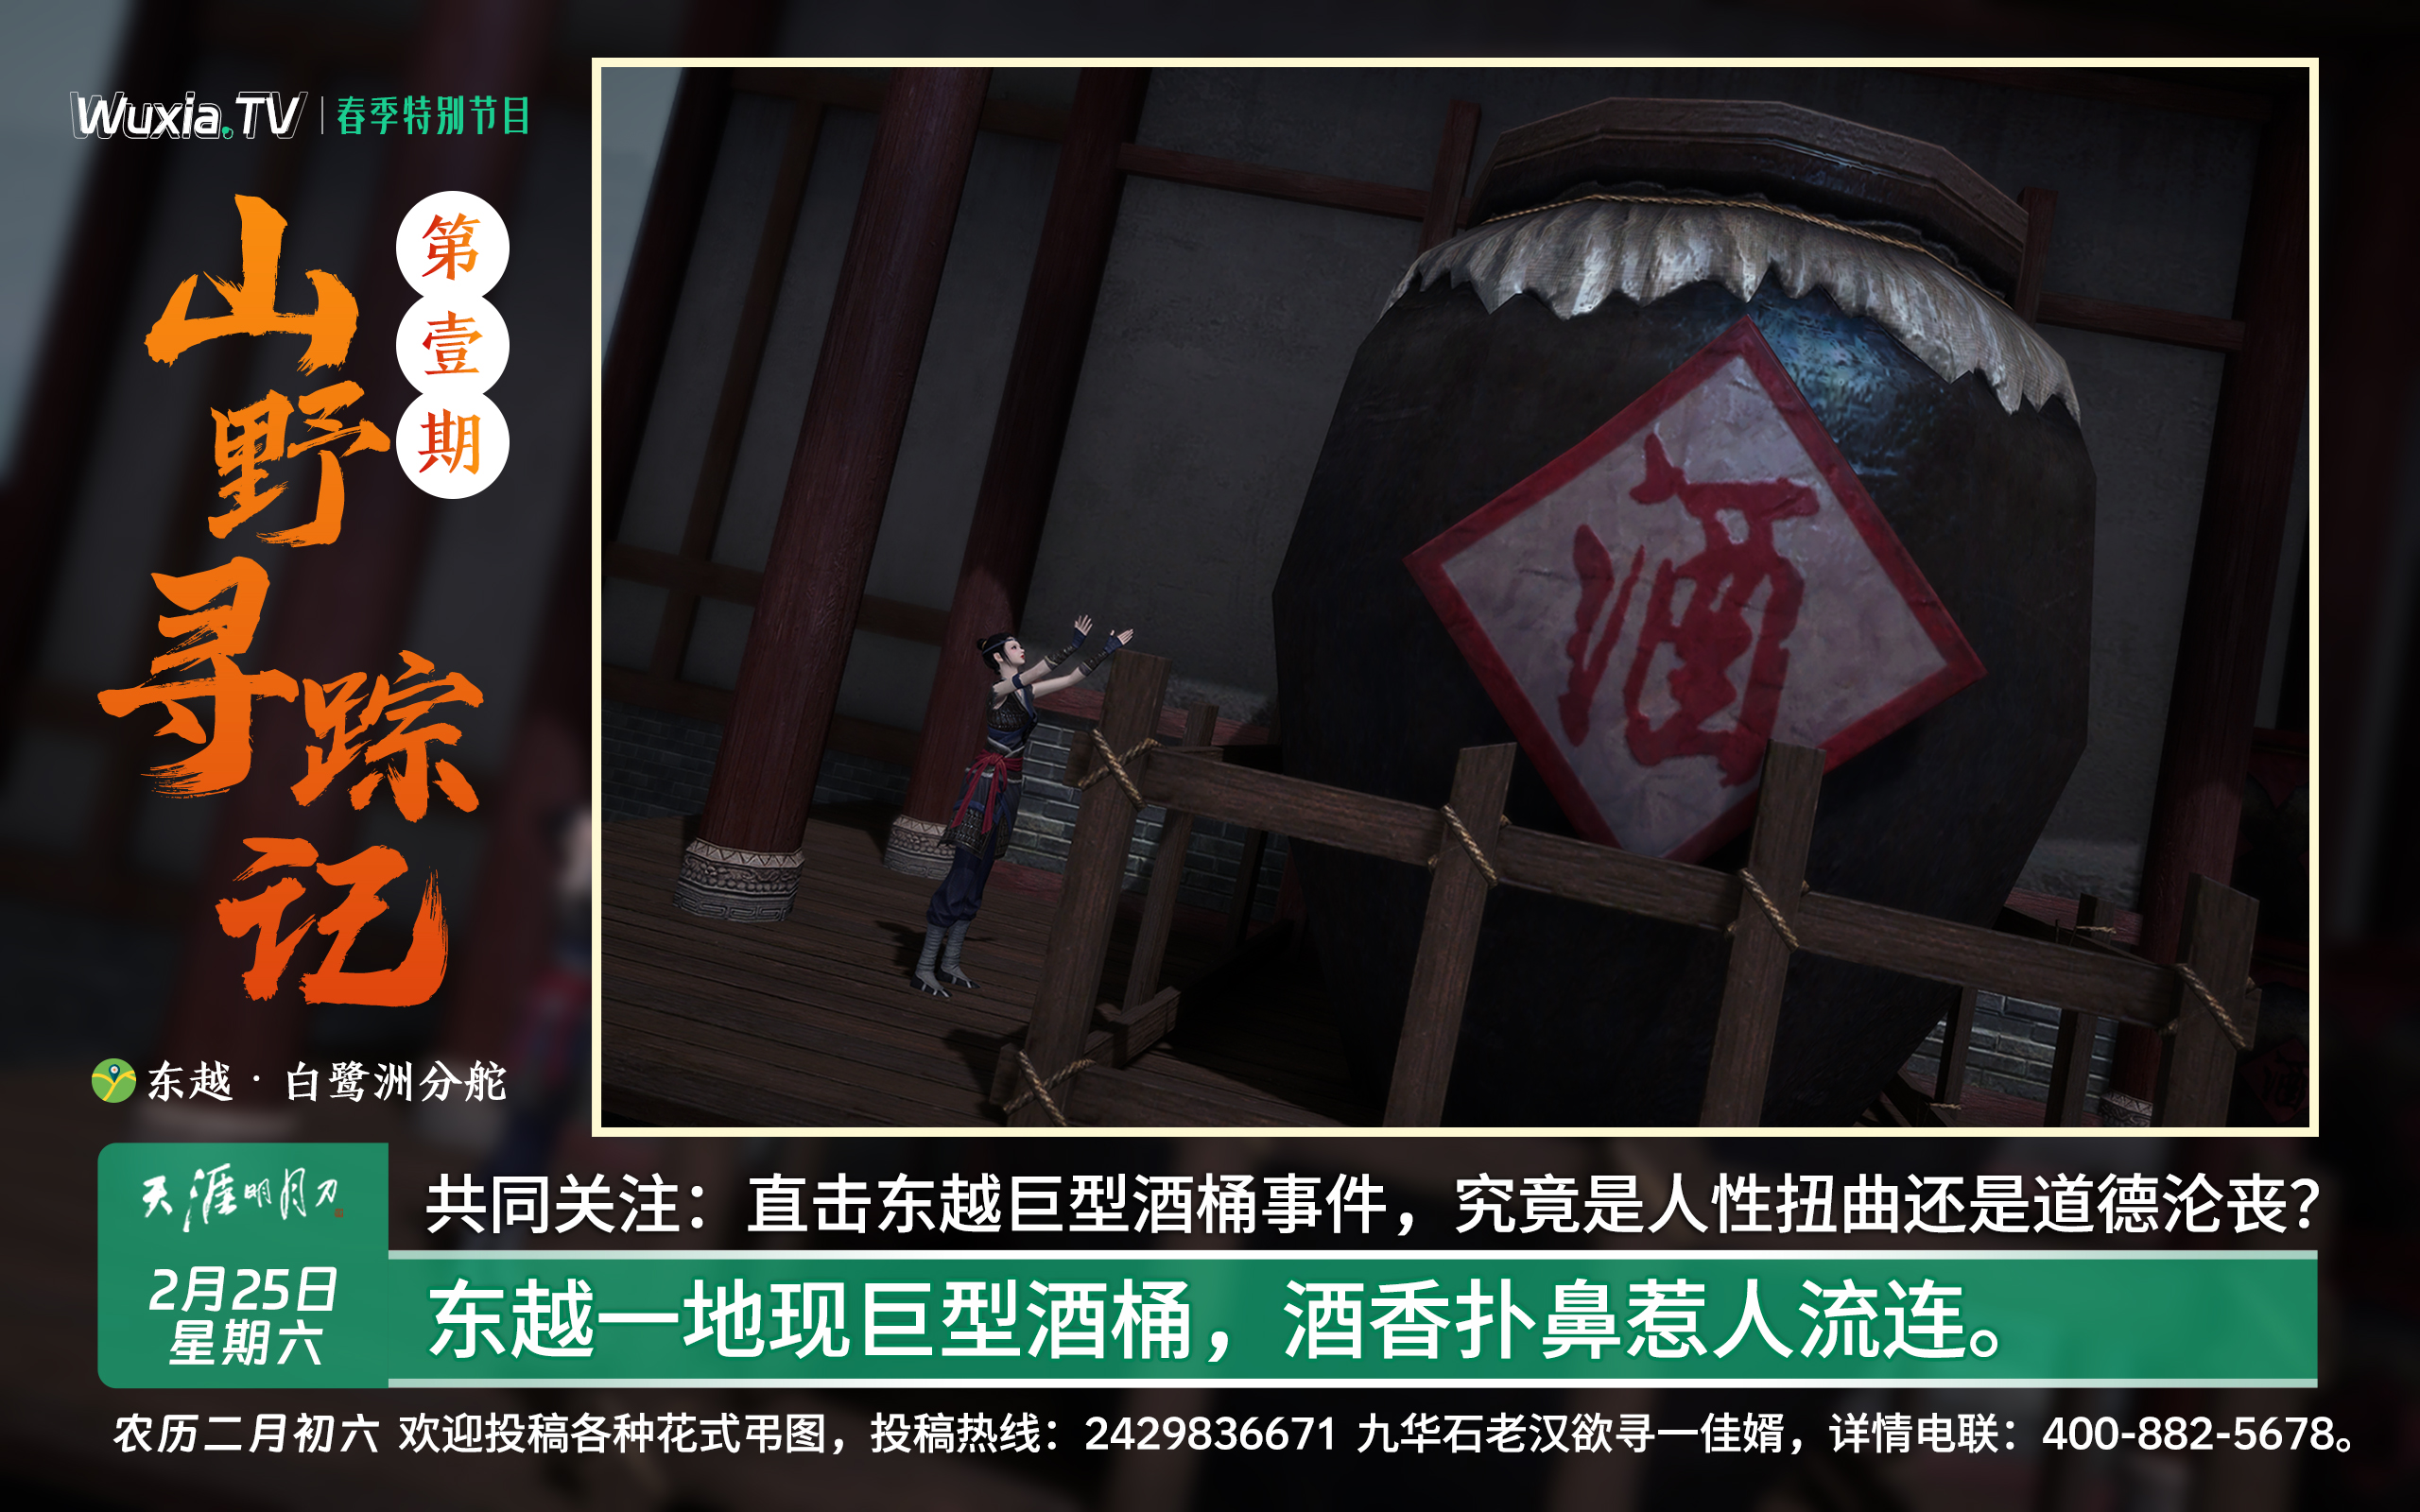 Wuxia.TV 春季特别节目
山野寻踪记
第壹期
酒
东越·白鹭洲分舵
天涯明月刀
2月25日
星期六
共同关注：直击东越巨型酒桶事件，究竟是人性扭曲还是道德沦丧？
东越一地现巨型酒桶，酒香扑鼻惹人流连。
农历二月初六 欢迎投稿各种花式弔图，投稿热线：2429836671 九华石老汉欲寻一佳婿，详情电联：400-882-5678。